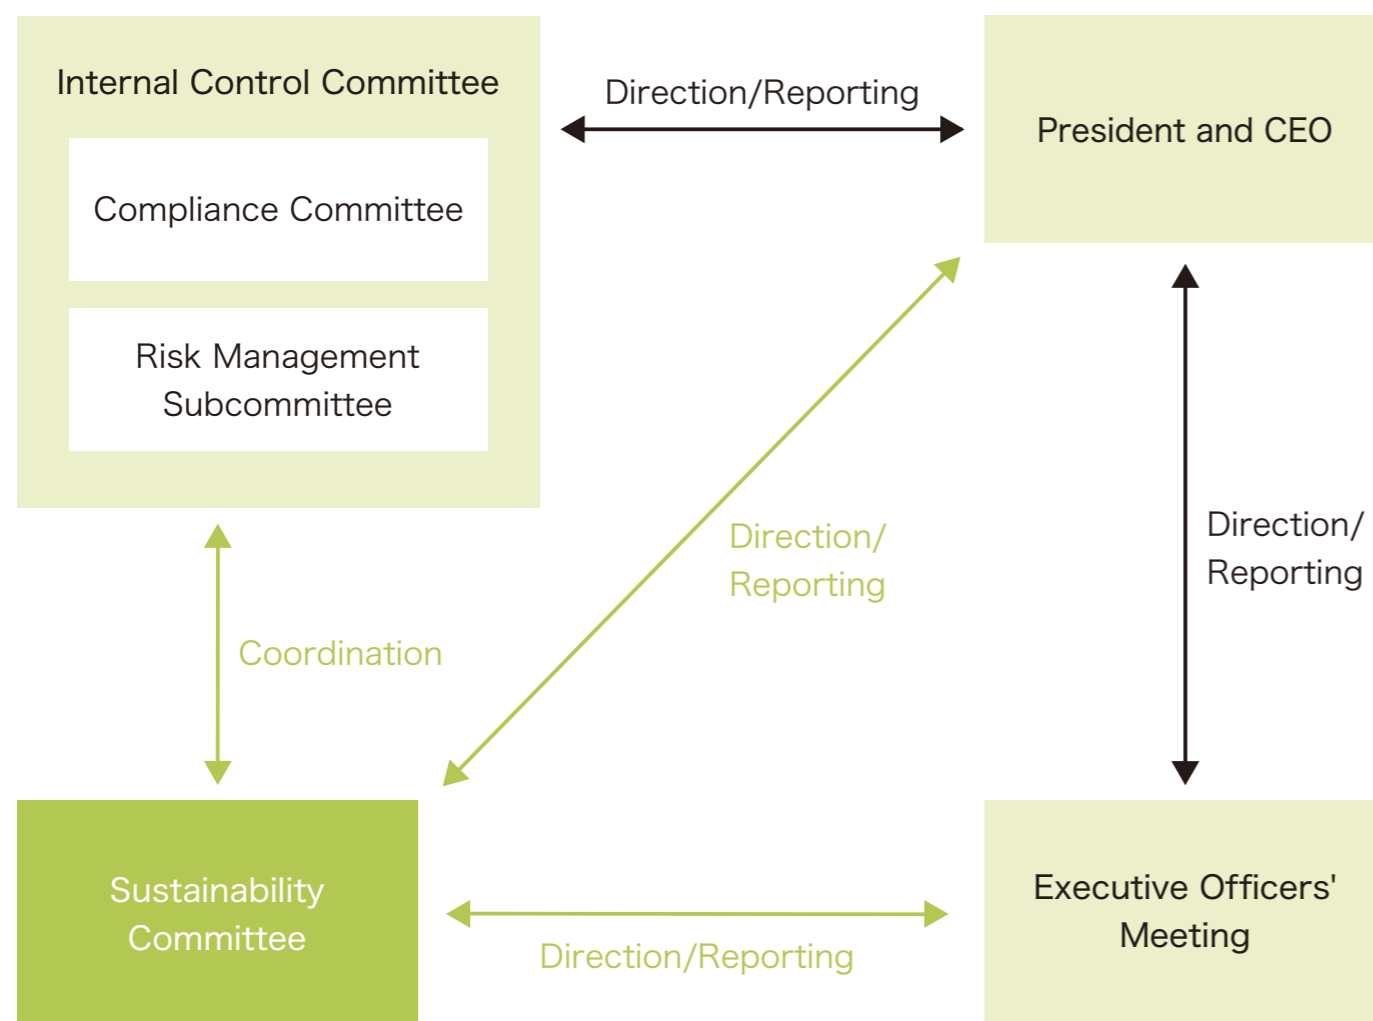 Internal Control Committee
Compliance Committee
Risk Management
Subcommittee
Direction/Reporting
President and CEO
Direction/
Reporting
Direction/
Reporting
Coordination
Sustainability
Committee
Direction/Reporting
Executive Officers'
Meeting